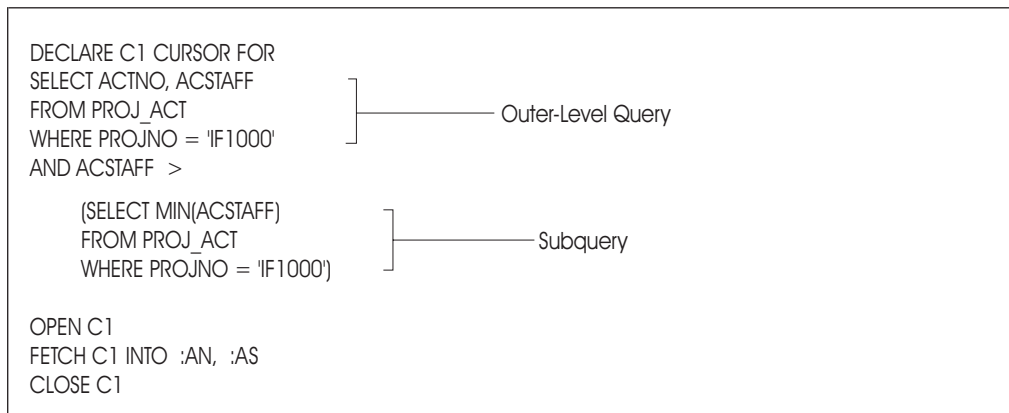 DECLARE C1 CURSOR FOR
SELECT ACTNO, ACSTAFF
FROM PROJ_ACT
WHERE PROJNO = 'IF1000'
AND ACSTAFF >
Outer-Level Query
(SELECT MIN(ACSTAFF)
FROM PROJ_ACT
WHERE PROJNO = 'IF1000')
Subquery
OPEN C1
FETCH C1 INTO :AN, :AS
CLOSE C1